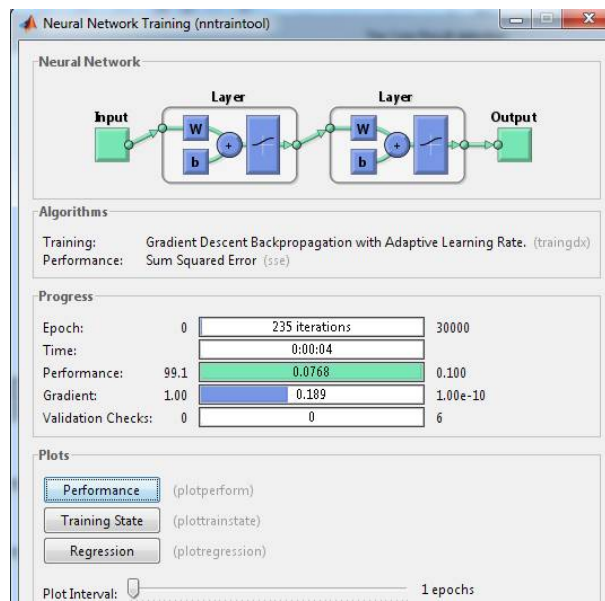 Neural Network Training (nntraintool)
Neural Network
Layer Layer
Input Output
W W
+ +
b b
Algorithms
Training: Gradient Descent Backpropagation with Adaptive Learning Rate. (traingdx)
Performance: Sum Squared Error (sse)
Progress
Epoch: 0 235 iterations 30000
Time: 0:00:04
Performance: 99.1 0.0768 0.100
Gradient: 1.00 0.189 1.00e-10
Validation Checks: 0 0 6
Plots
Performance (plotperform)
Training State (plottrainstate)
Regression (plotregression)
Plot Interval: 1 epochs